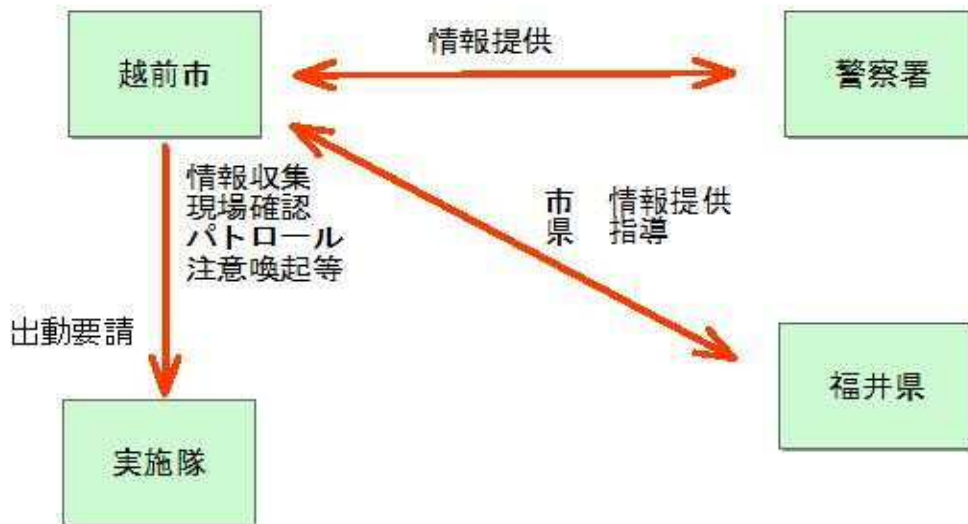 情報提供
越前市
警察署
情報収集
現場確認
パトロール
注意喚起等
市 情報提供
県 指導
出動要請
福井県
実施隊